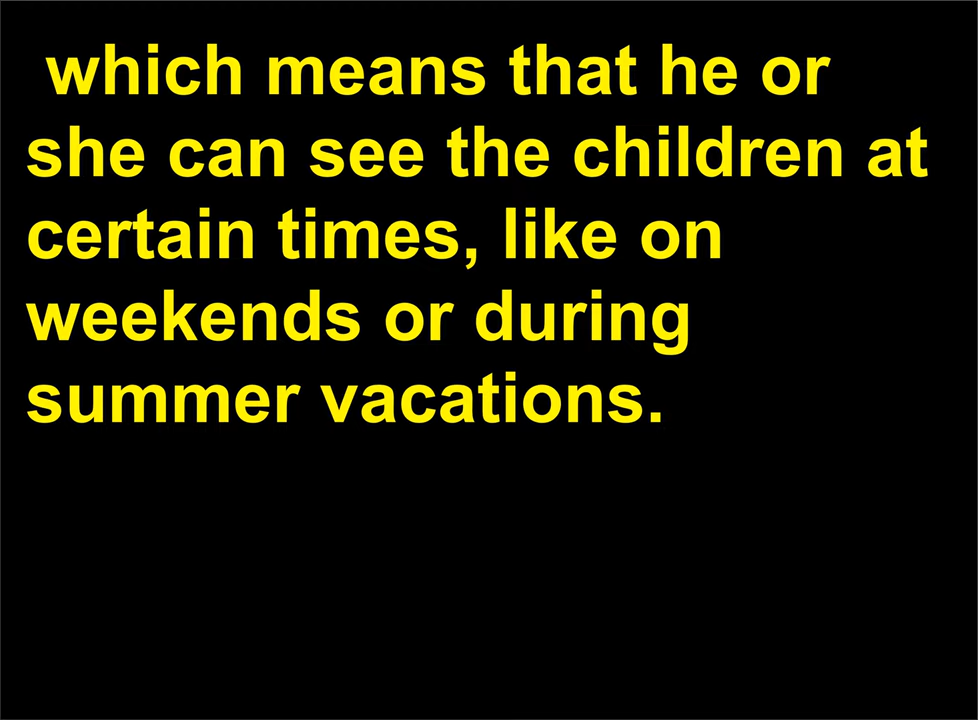 which means that he or
she can see the children at
certain times, like on
weekends or during
summer vacations.